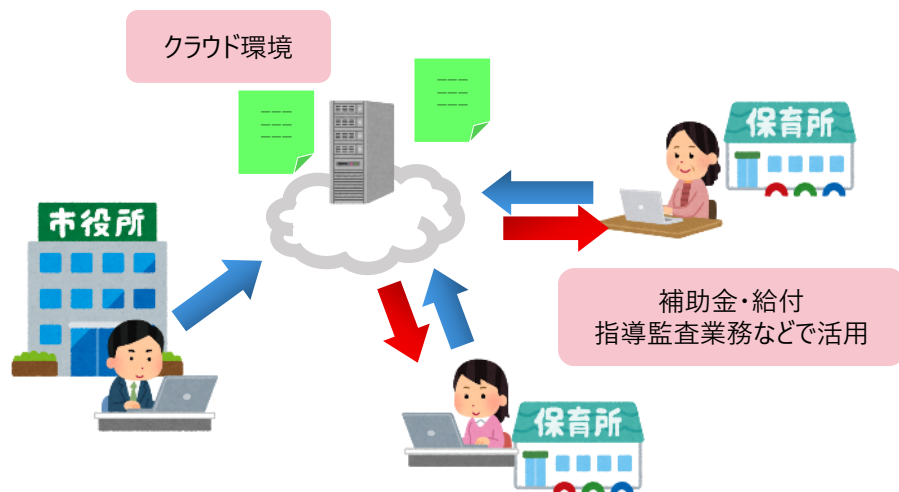 クラウド環境
保育所
市役所
補助金・給付
指導監査業務などで活用
保育所